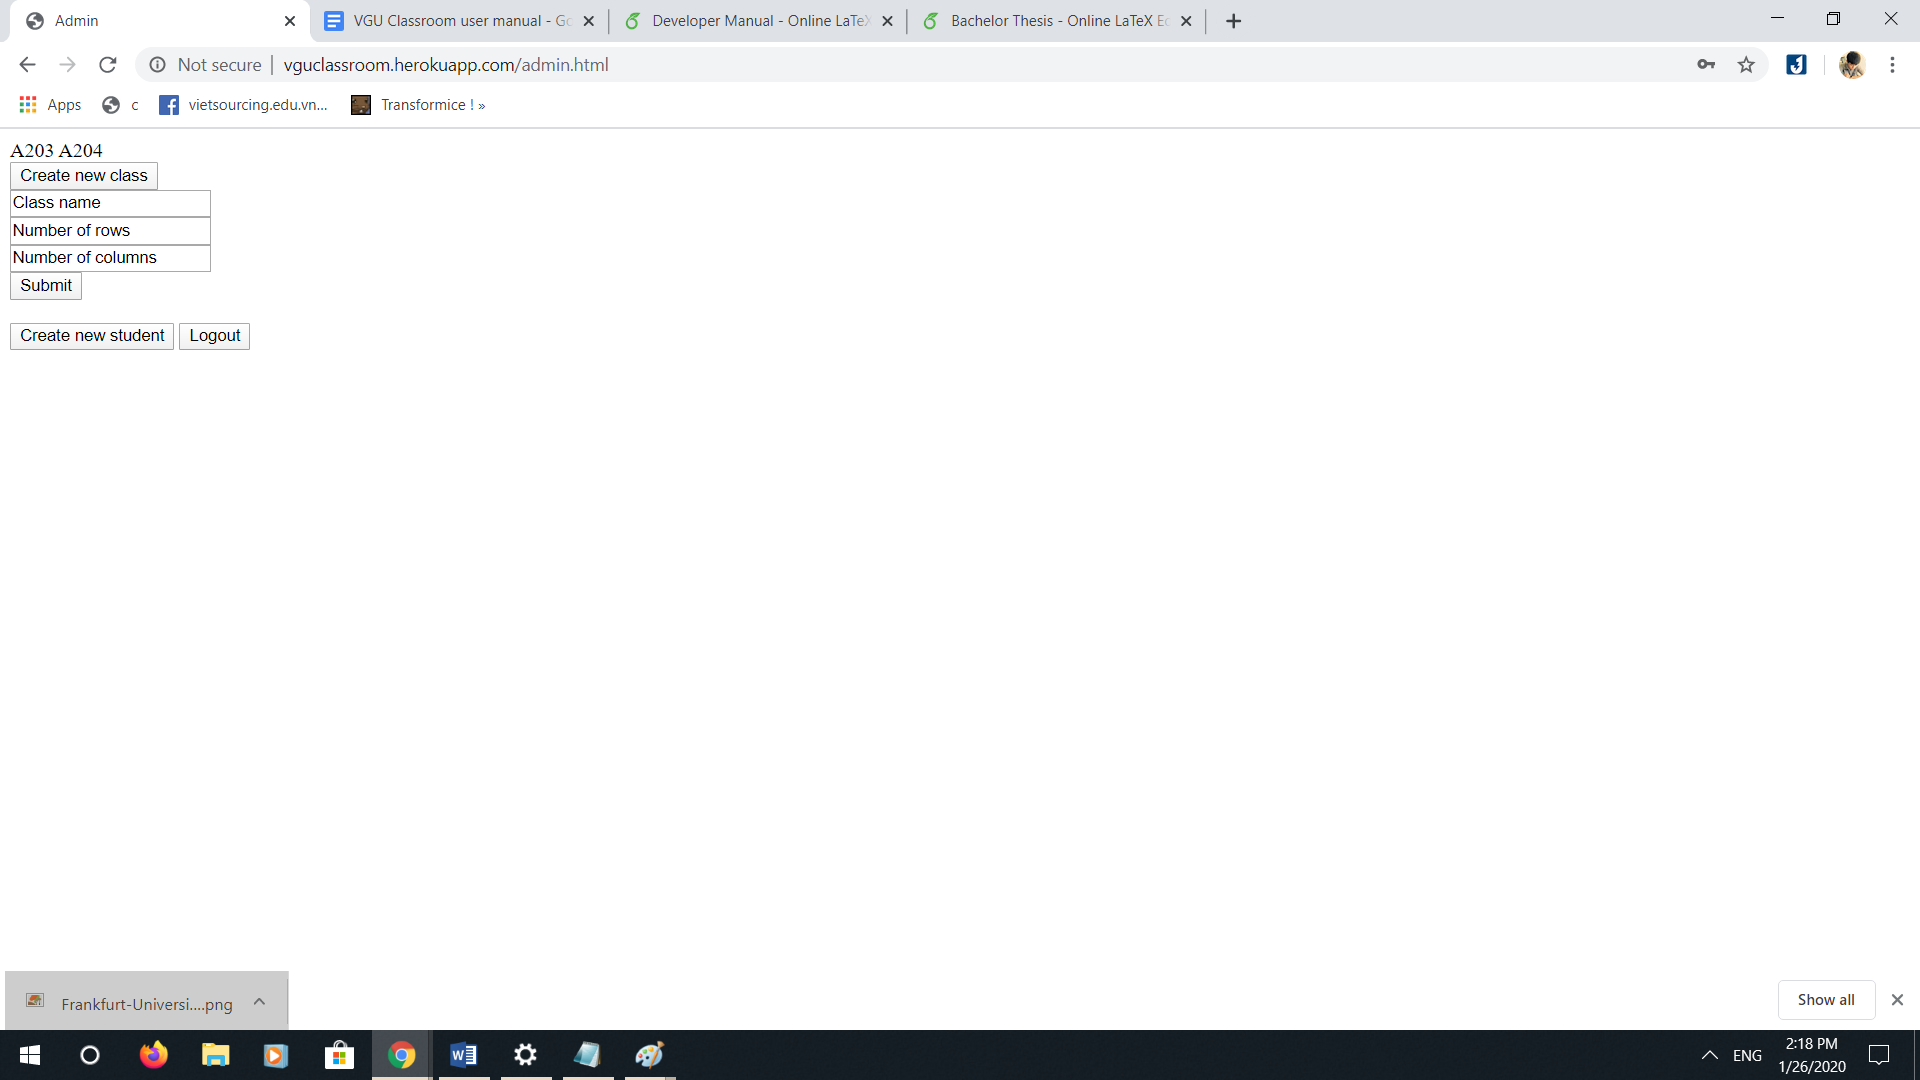 Admin
VGU Classroom user manual - Go
Developer Manual - Online LaTeX
Bachelor Thesis - Online LaTeX Ed
Not secure | vguclassroom.herokuapp.com/admin.html
Apps c vietsourcing.edu.vn... Transformice ! »
A203 A204
Create new class
Class name
Number of rows
Number of columns
Submit
Create new student Logout
Frankfurt-Universi....png
Show all
ENG
2:18 PM
1/26/2020